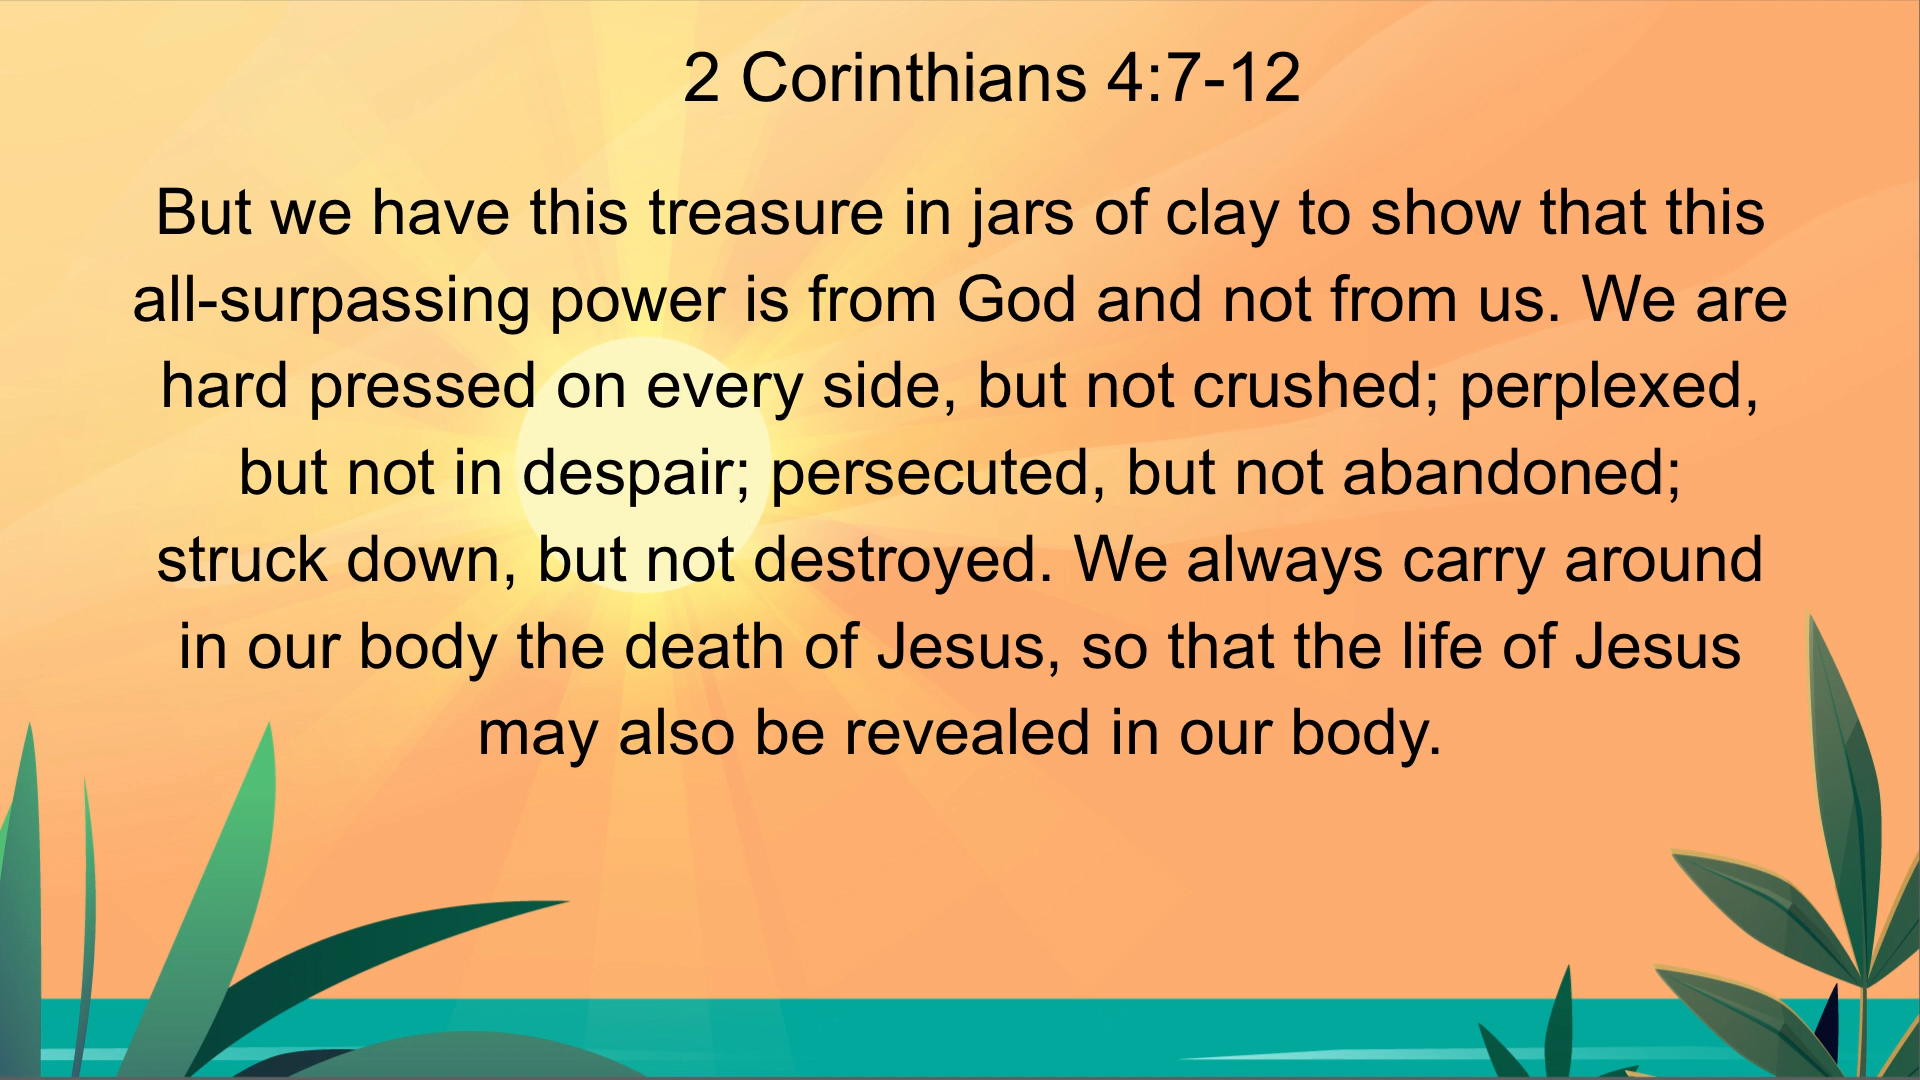 2 Corinthians 4:7-12
But we have this treasure in jars of clay to show that this
all-surpassing power is from God and not from us. We are
hard pressed on every side, but not crushed; perplexed,
but not in despair; persecuted, but not abandoned;
struck down, but not destroyed. We always carry around
in our body the death of Jesus, so that the life of Jesus
may also be revealed in our body.